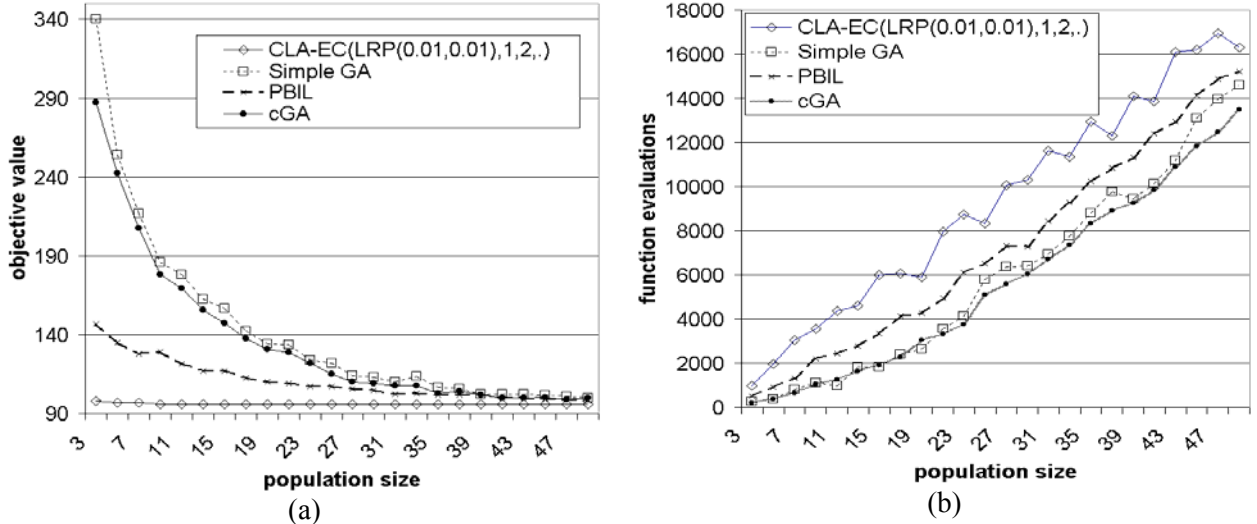 340
290
240
190
140
90
objective value
CLA-EC(LRP(0.01,0.01),1,2,.)
Simple GA
PBIL
cGA
3 7 11 15 19 23 27 31 35 39 43 47
population size
(a)
18000
16000
14000
12000
10000
8000
6000
4000
2000
0
function evaluations
CLA-EC(LRP(0.01,0.01),1,2,.)
Simple GA
PBIL
cGA
3 7 11 15 19 23 27 31 35 39 43 47
population size
(b)